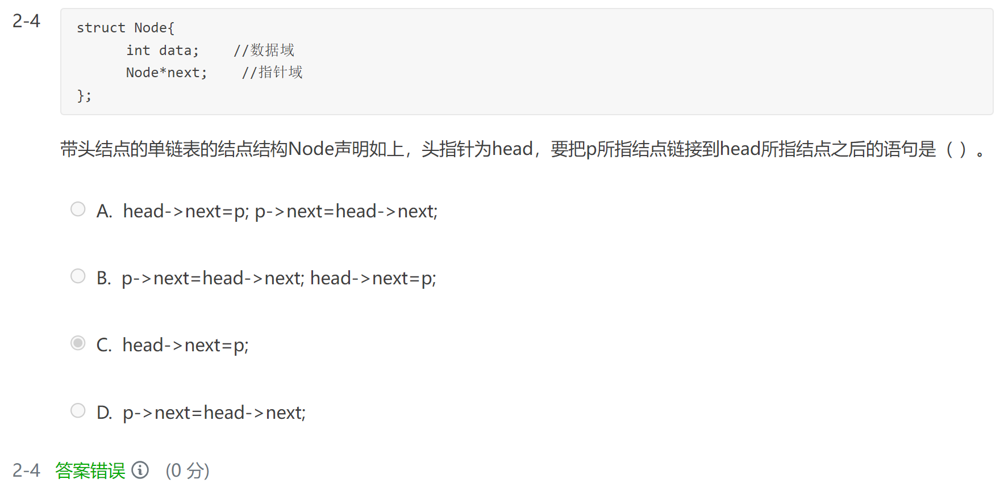 2-4
struct Node{
int data;    //数据域
Node*next;    //指针域
};
带头结点的单链表的结点结构Node声明如上，头指针为head，要把p所指结点链接到head所指结点之后的语句是（ ）。
A. head->next=p; p->next=head->next;
B. p->next=head->next; head->next=p;
C. head->next=p;
D. p->next=head->next;
2-4 答案错误 (0 分)